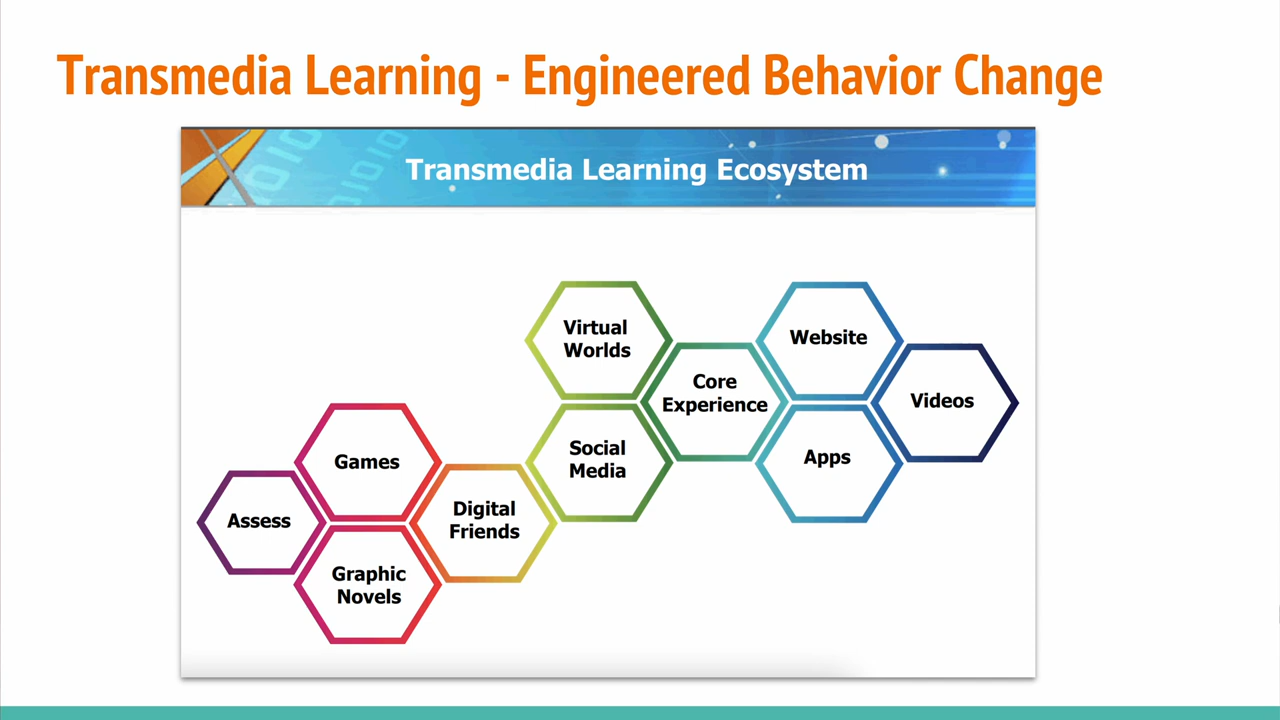 Transmedia Learning - Engineered Behavior Change
Transmedia Learning Ecosystem
Virtual
Worlds
Website
Core
Experience
Videos
Social
Media
Apps
Games
Digital
Friends
Assess
Graphic
Novels